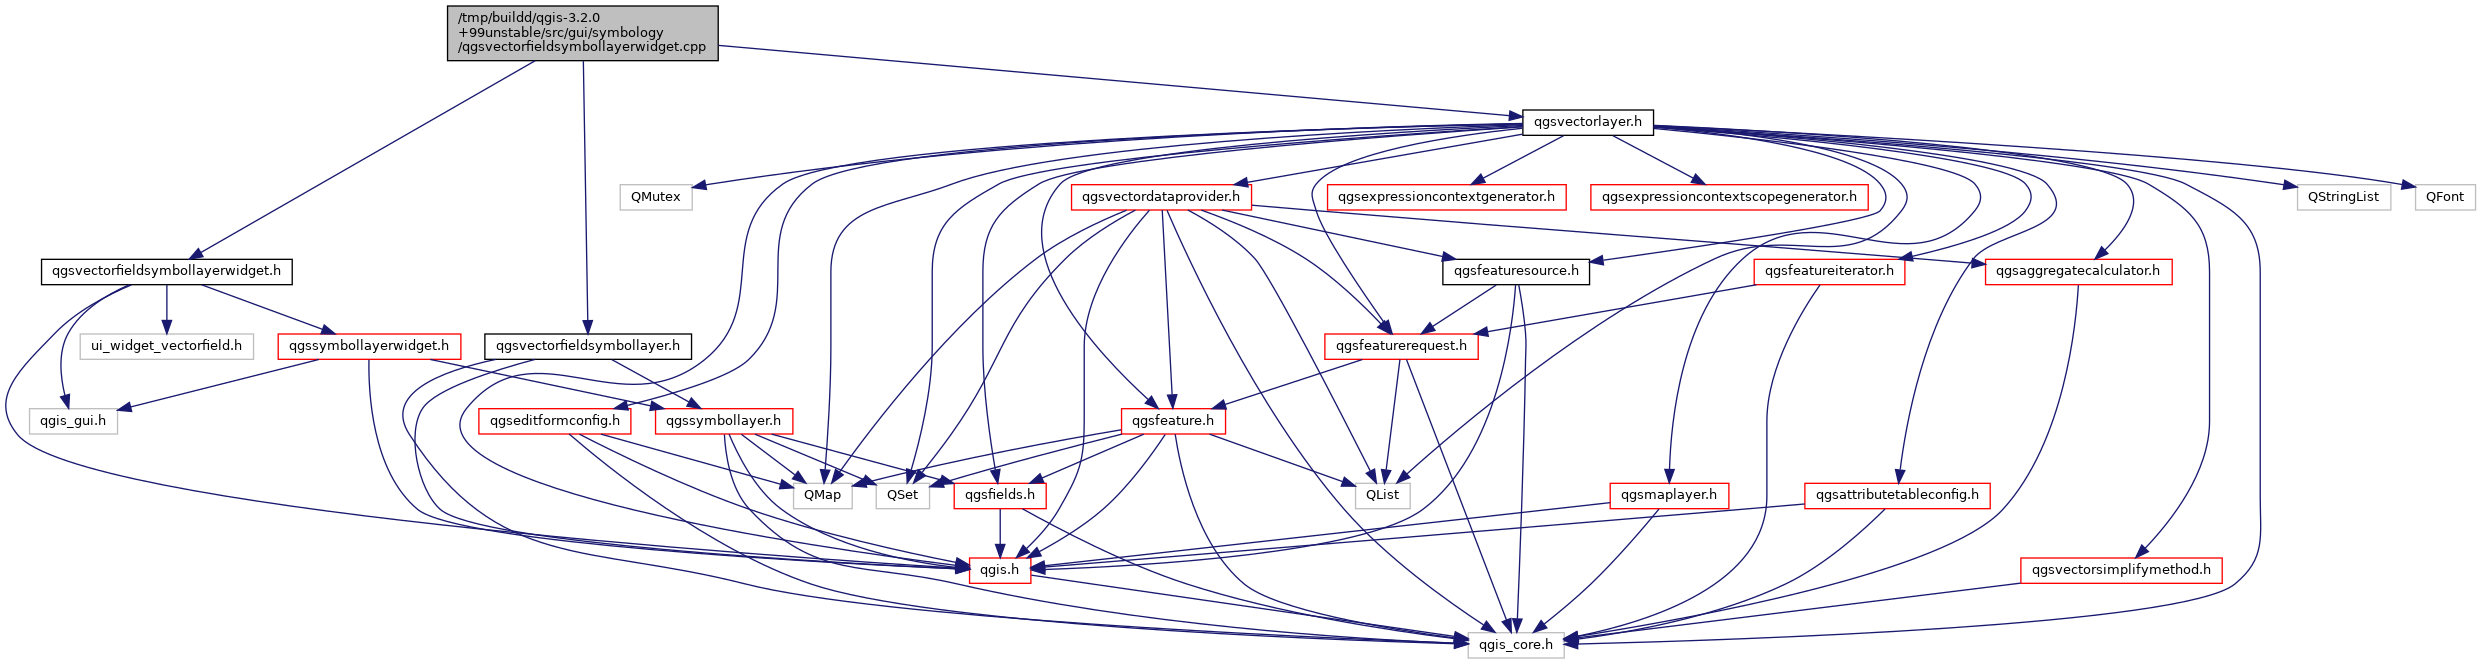 /tmp/buildd/qgis-3.2.0
+99unstable/src/gui/symbology
/qgsvectorfieldsymbollayerwidget.cpp
qgsvectorlayer.h
QMutex
qgsvectordataprovider.h
qgsexpressioncontextgenerator.h
qgsexpressioncontextscopegenerator.h
QStringList
QFont
qgsvectorfieldsymbollayerwidget.h
qgsfeaturesource.h
qgsfeatureiterator.h
qgsaggregatecalculator.h
ui_widget_vectorfield.h
qgssymbollayerwidget.h
qgsvectorfieldsymbollayer.h
qgsfeaturerequest.h
qgis_gui.h
qgseditformconfig.h
qgssymbollayer.h
qgsfeature.h
QMap
QSet
qgsfields.h
QList
qgsmaplayer.h
qgsattributetableconfig.h
qgis.h
qgsvectorsimplifymethod.h
qgis_core.h